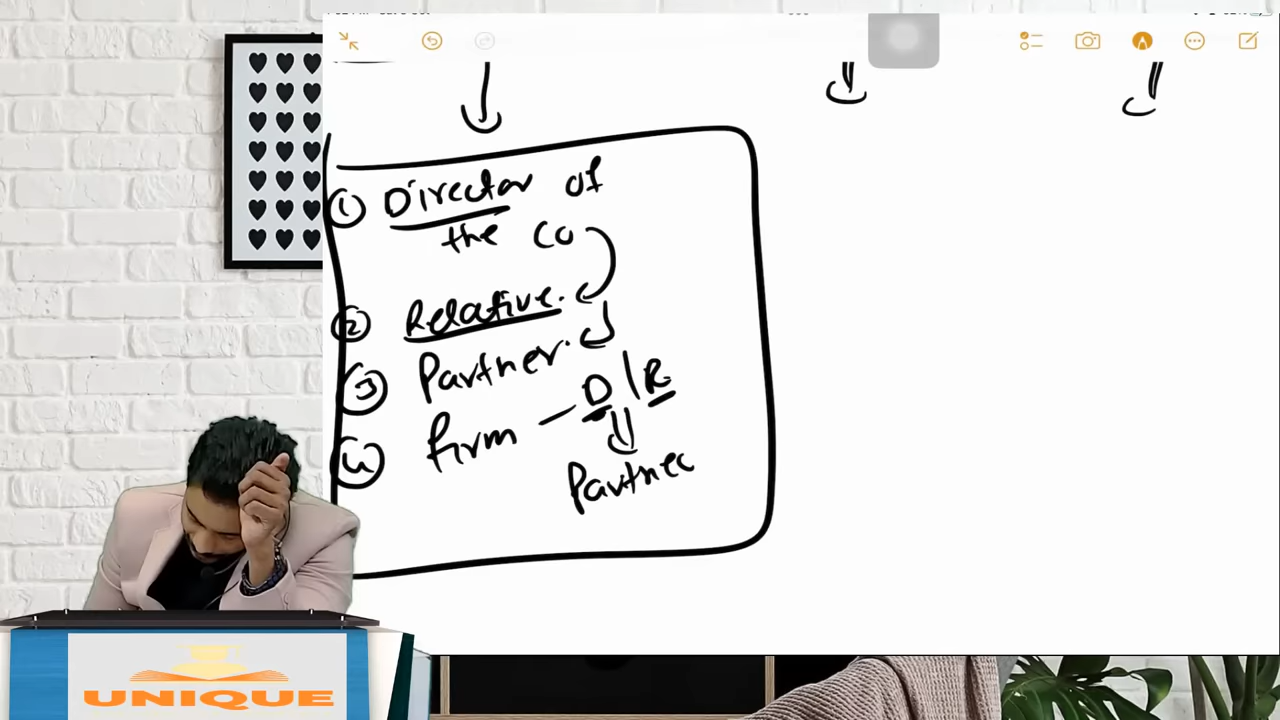 ① Director of
the co
② Relative.
③ Partner.
④ firm — D/R
Partner
UNIQUE